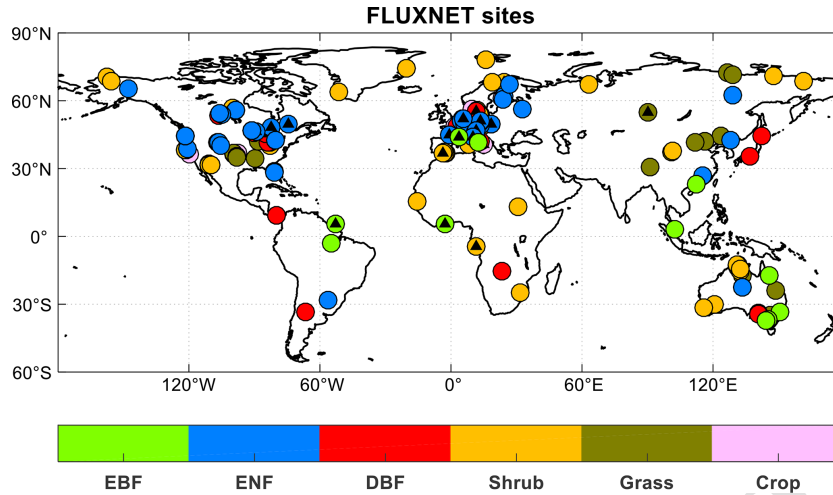 FLUXNET sites
90°N
60°N
30°N
0°
30°S
60°S
120°W 60°W 0° 60°E 120°E
EBF ENF DBF Shrub Grass Crop